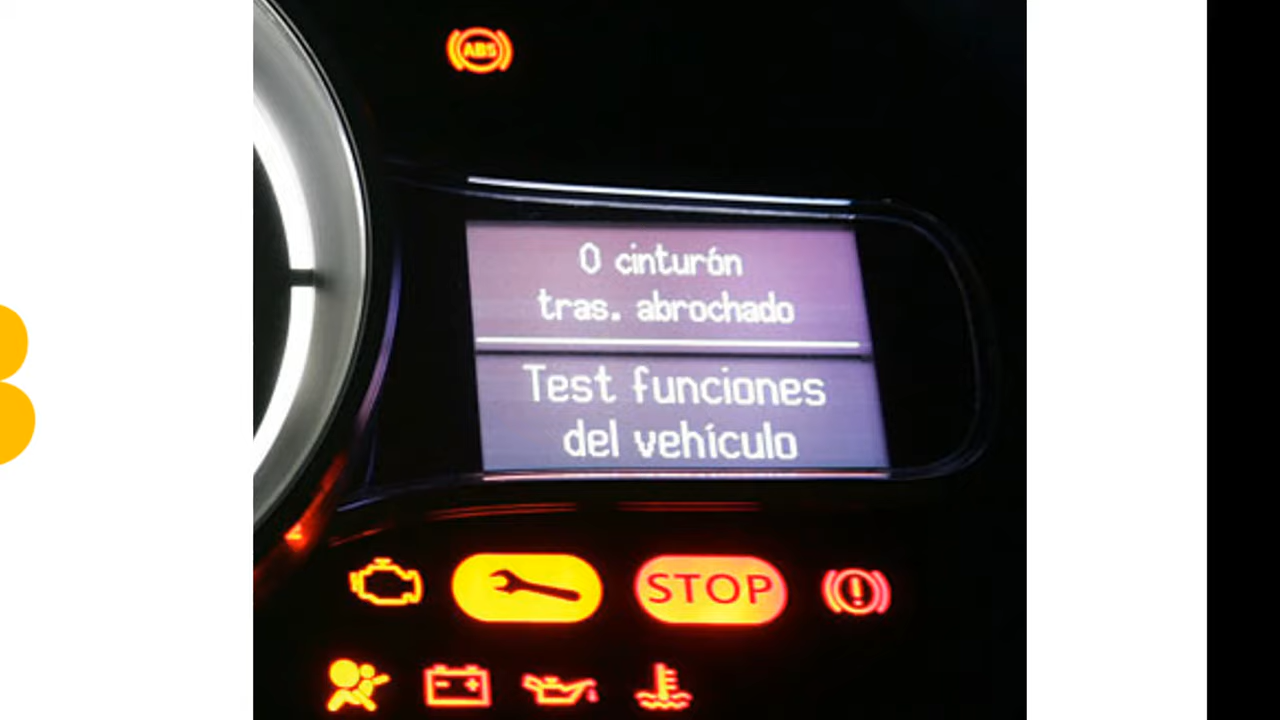 ABS
0 cinturón
tras. abrochado
Test funciones
del vehículo
STOP